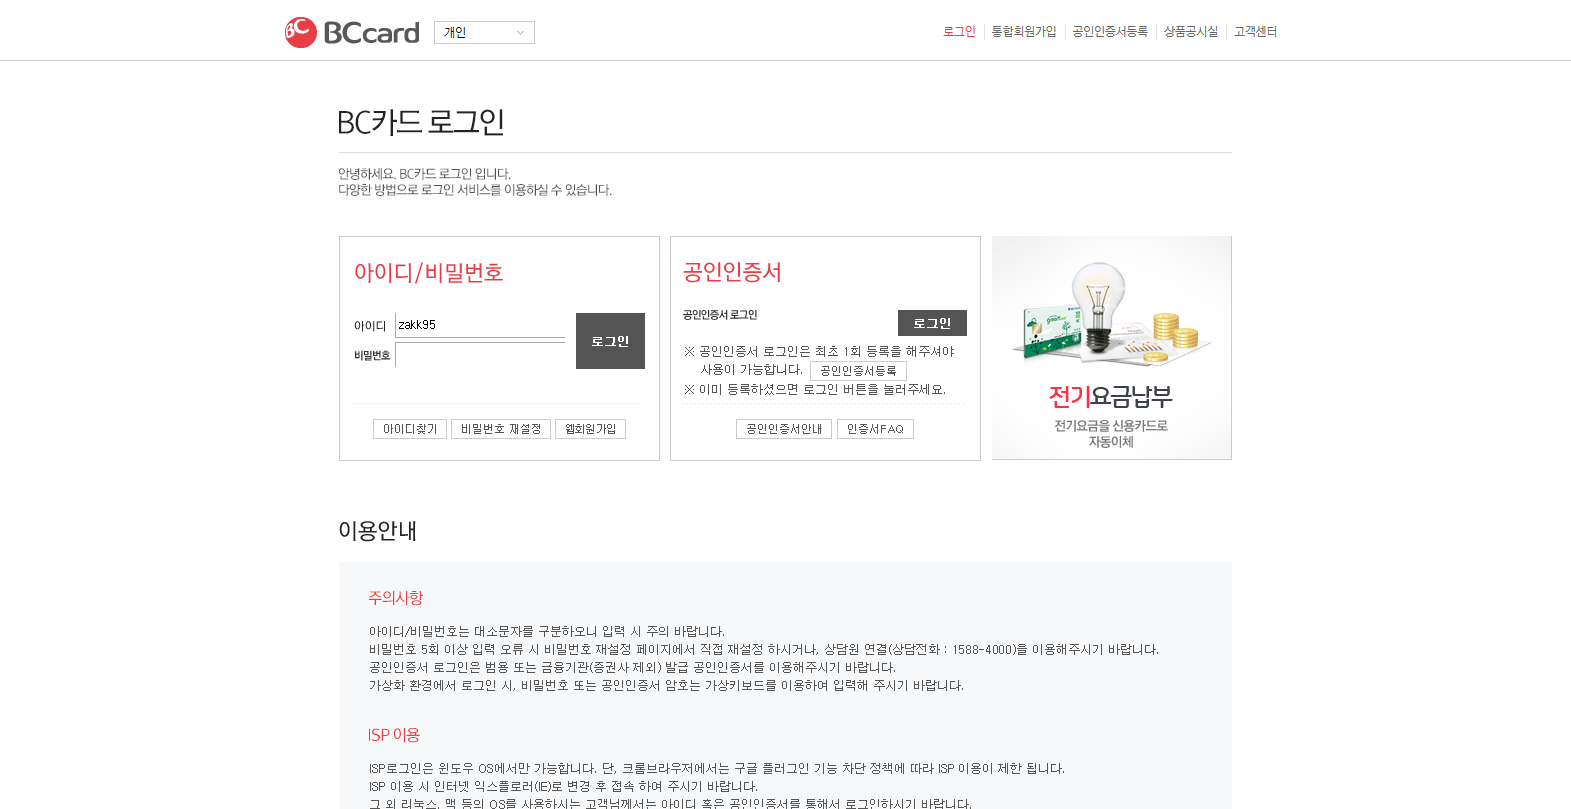 BC BCcard 개인 로그인 통합회원가입 공인인증서등록 상품공시실 고객센터
BC카드 로그인
안녕하세요. BC카드 로그인 입니다.
다양한 방법으로 로그인 서비스를 이용하실 수 있습니다.
아이디/비밀번호
아이디 zakk95
비밀번호
로그인
아이디찾기 비밀번호 재설정 웹회원가입
공인인증서
공인인증서 로그인 로그인
※ 공인인증서 로그인은 최초 1회 등록을 해주셔야
사용이 가능합니다. 공인인증서등록
※ 이미 등록하셨으면 로그인 버튼을 눌러주세요.
공인인증서안내 인증서FAQ
전기요금납부
전기요금을 신용카드로
자동이체
이용안내
주의사항
아이디/비밀번호는 대소문자를 구분하오니 입력 시 주의 바랍니다.
비밀번호 5회 이상 입력 오류 시 비밀번호 재설정 페이지에서 직접 재설정 하시거나, 상담원 연결(상담전화 : 1588-4000)을 이용해주시기 바랍니다.
공인인증서 로그인은 범용 또는 금융기관(증권사 제외) 발급 공인인증서를 이용해주시기 바랍니다.
가상화 환경에서 로그인 시, 비밀번호 또는 공인인증서 암호는 가상키보드를 이용하여 입력해 주시기 바랍니다.
ISP 이용
ISP로그인은 윈도우 OS에서만 가능합니다. 단, 크롬브라우저에서는 구글 플러그인 기능 차단 정책에 따라 ISP 이용이 제한 됩니다.
ISP 이용 시 인터넷 익스플로러(IE)로 변경 후 접속 하여 주시기 바랍니다.
그 외 리눅스, 맥 등의 OS를 사용하시는 고객님께서는 아이디 혹은 공인인증서를 통해서 로그인하시기 바랍니다.